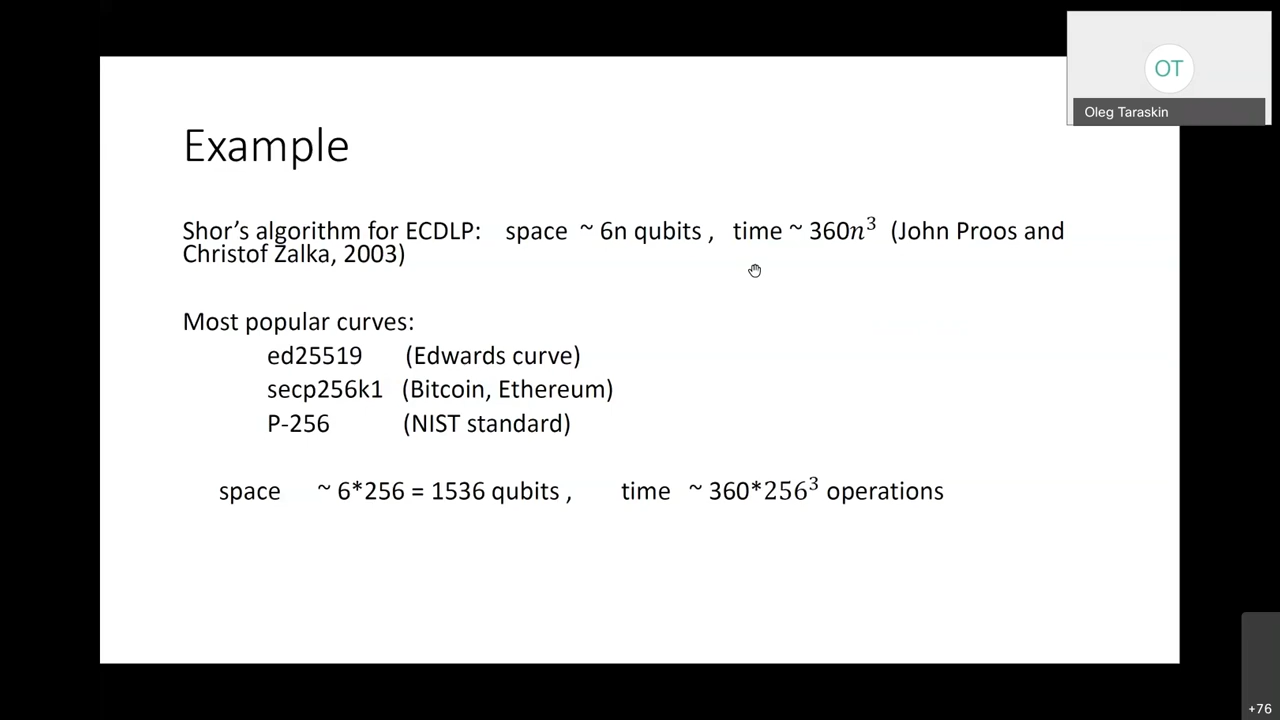 OT
Oleg Taraskin
Example
Shor's algorithm for ECDLP: space ~ 6n qubits , time ~ 360n³ (John Proos and
Christof Zalka, 2003)
Most popular curves:
ed25519 (Edwards curve)
secp256k1 (Bitcoin, Ethereum)
P-256 (NIST standard)
space ~ 6*256 = 1536 qubits , time ~ 360*256³ operations
+76